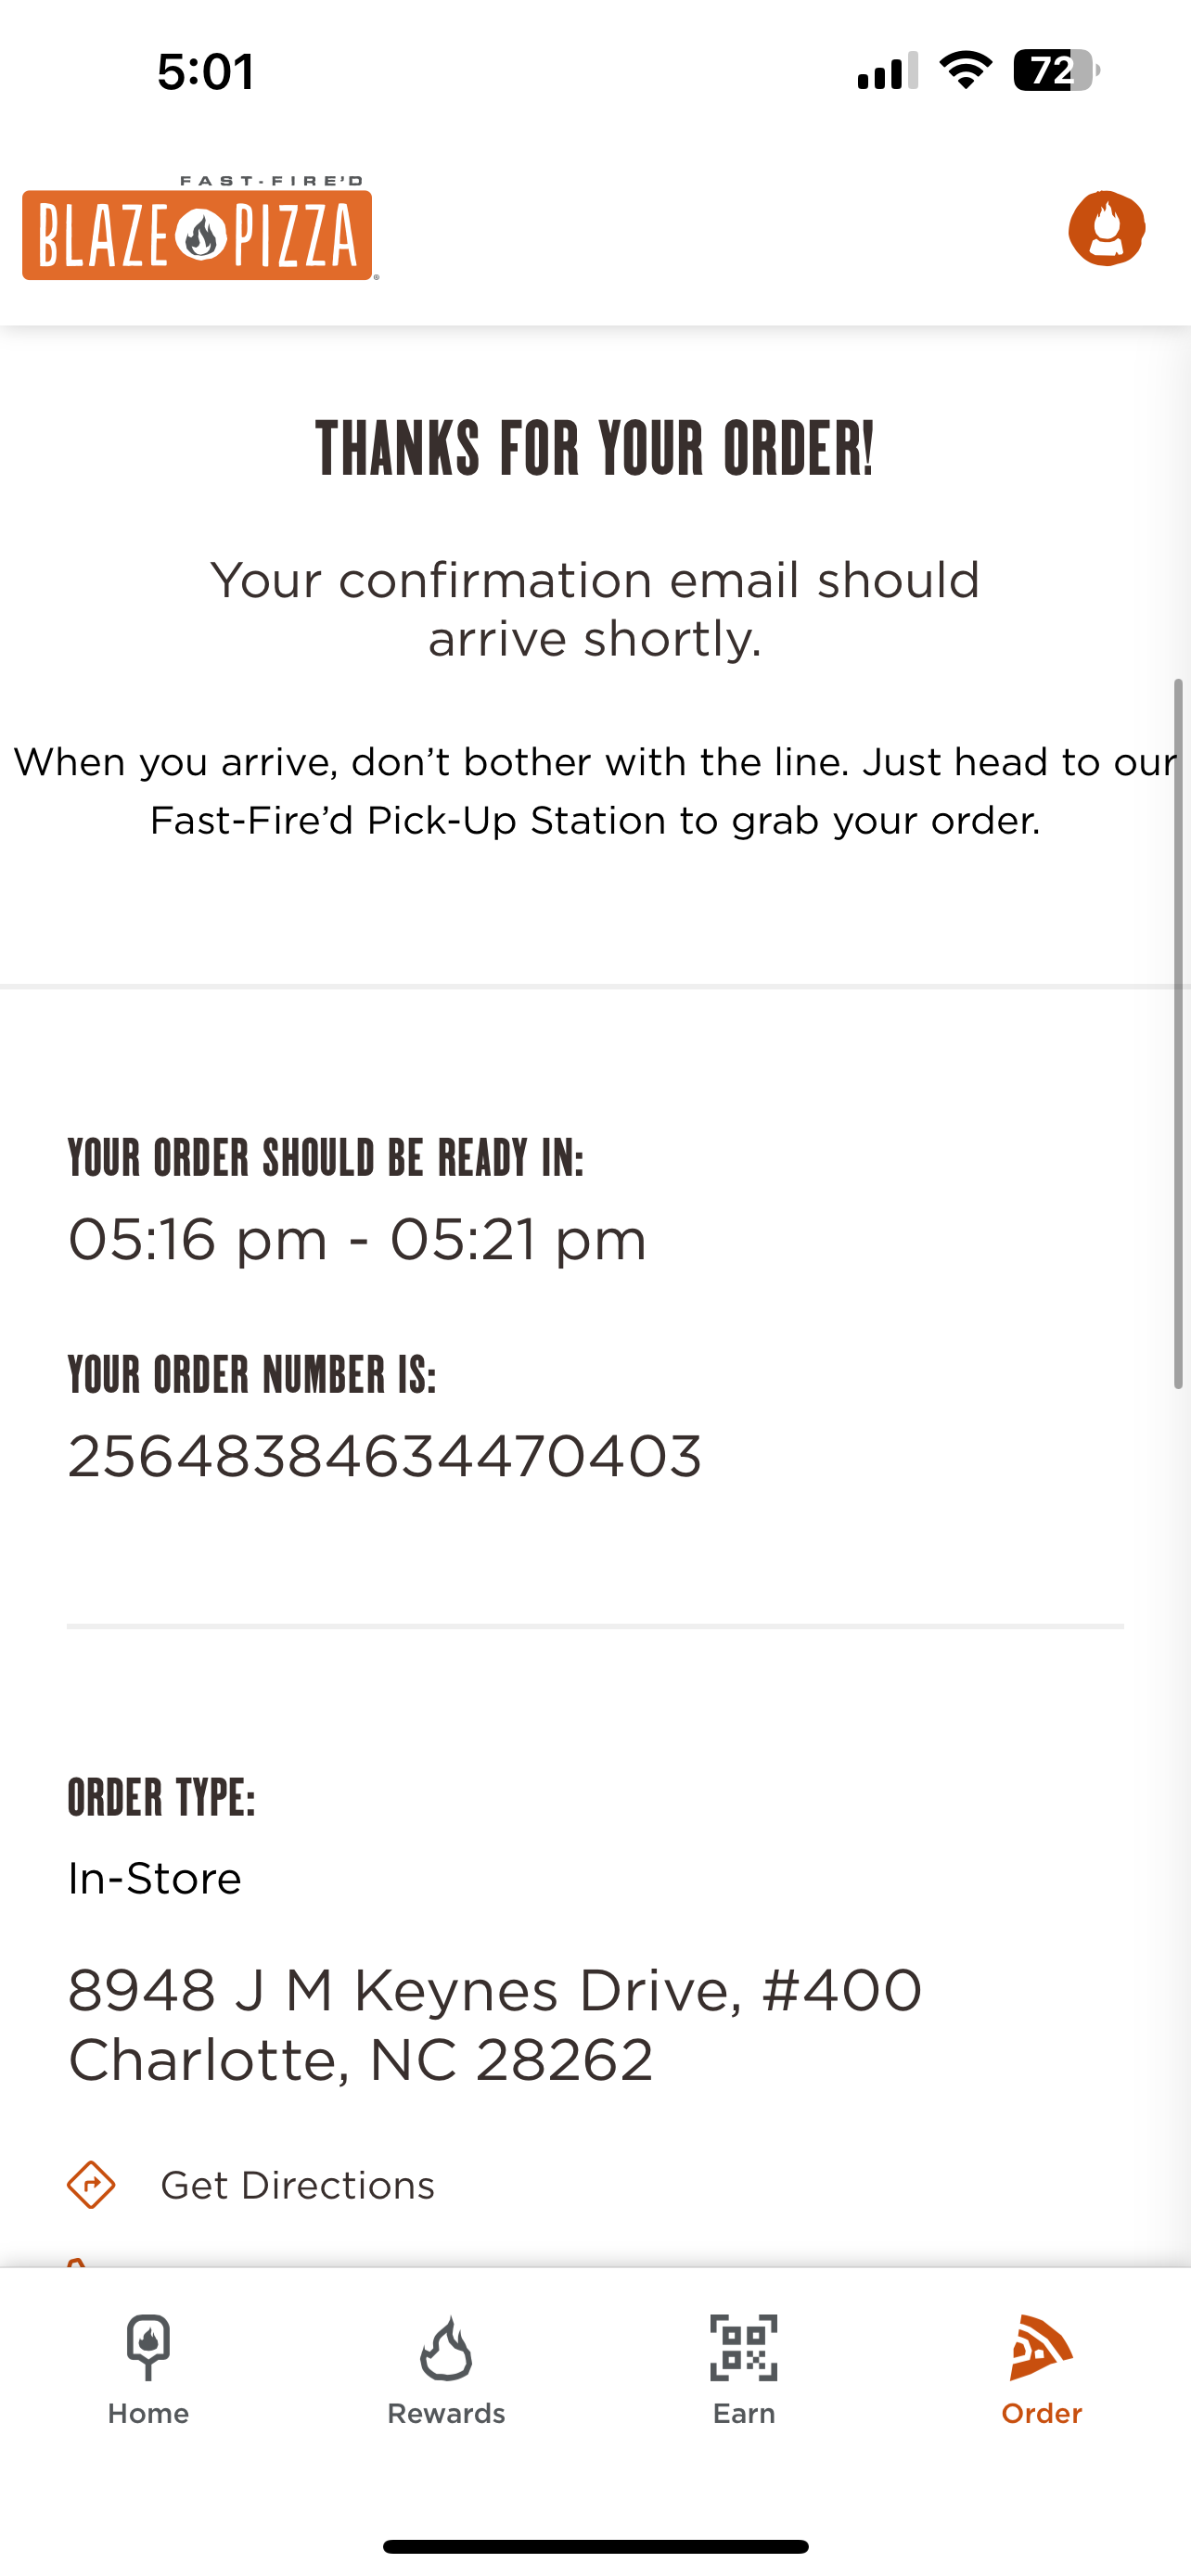 5:01
72
FAST-FIRE'D
BLAZE PIZZA
THANKS FOR YOUR ORDER!
Your confirmation email should
arrive shortly.
When you arrive, don’t bother with the line. Just head to our
Fast-Fire’d Pick-Up Station to grab your order.
YOUR ORDER SHOULD BE READY IN:
05:16 pm - 05:21 pm
YOUR ORDER NUMBER IS:
25648384634470403
ORDER TYPE:
In-Store
8948 J M Keynes Drive, #400
Charlotte, NC 28262
Get Directions
Home
Rewards
Earn
Order